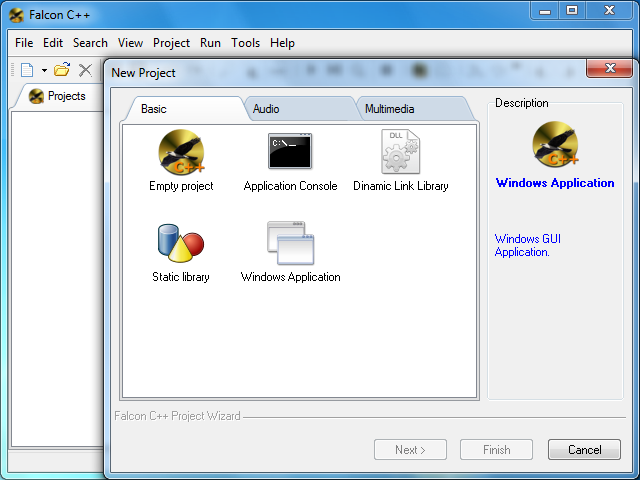 Falcon C++
File Edit Search View Project Run Tools Help
Projects
New Project
Basic Audio Multimedia
C++
Empty project
C:\_
Application Console
DLL
Dinamic Link Library
Static library
Windows Application
Description
C++
Windows Application
Windows GUI
Application.
Falcon C++ Project Wizard
Next > Finish Cancel